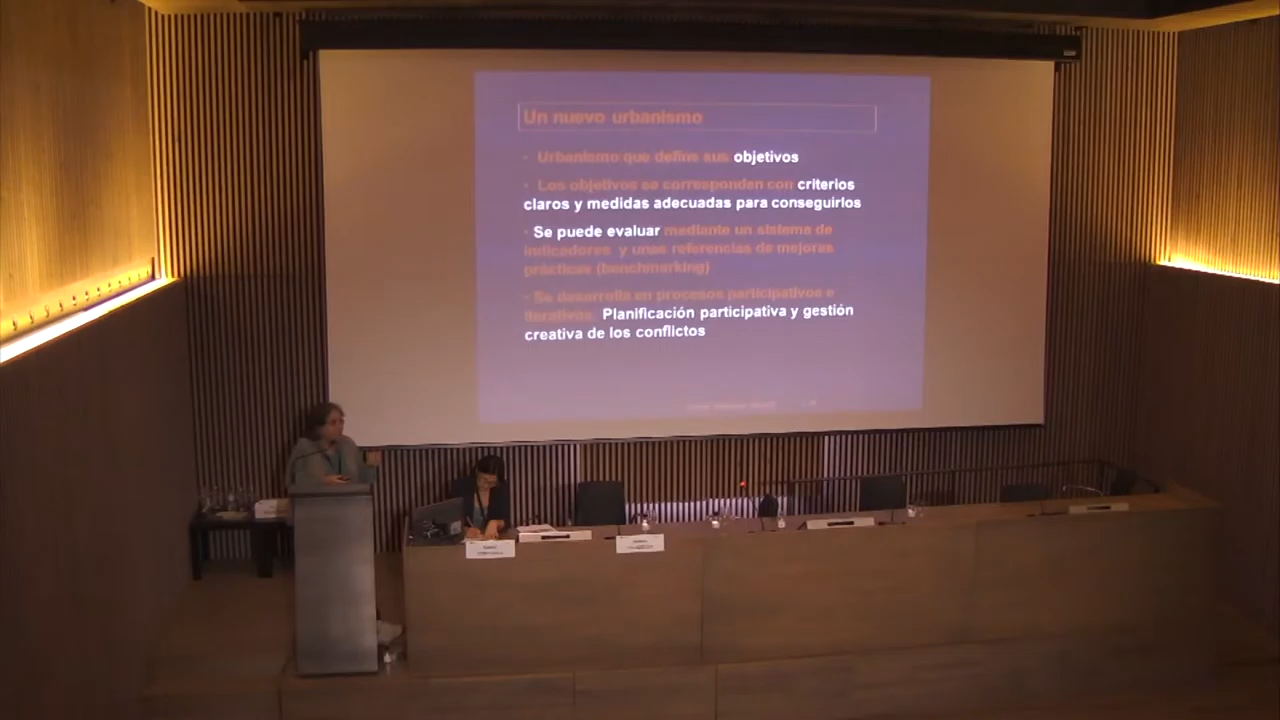 Un nuevo urbanismo
• Urbanismo que define sus objetivos
• Los objetivos se corresponden con criterios
claros y medidas adecuadas para conseguirlos
• Se puede evaluar mediante un sistema de
indicadores y unas referencias de mejoras
prácticas (benchmarking)
• Se desarrolla en procesos participativos e
iterativos. Planificación participativa y gestión
creativa de los conflictos